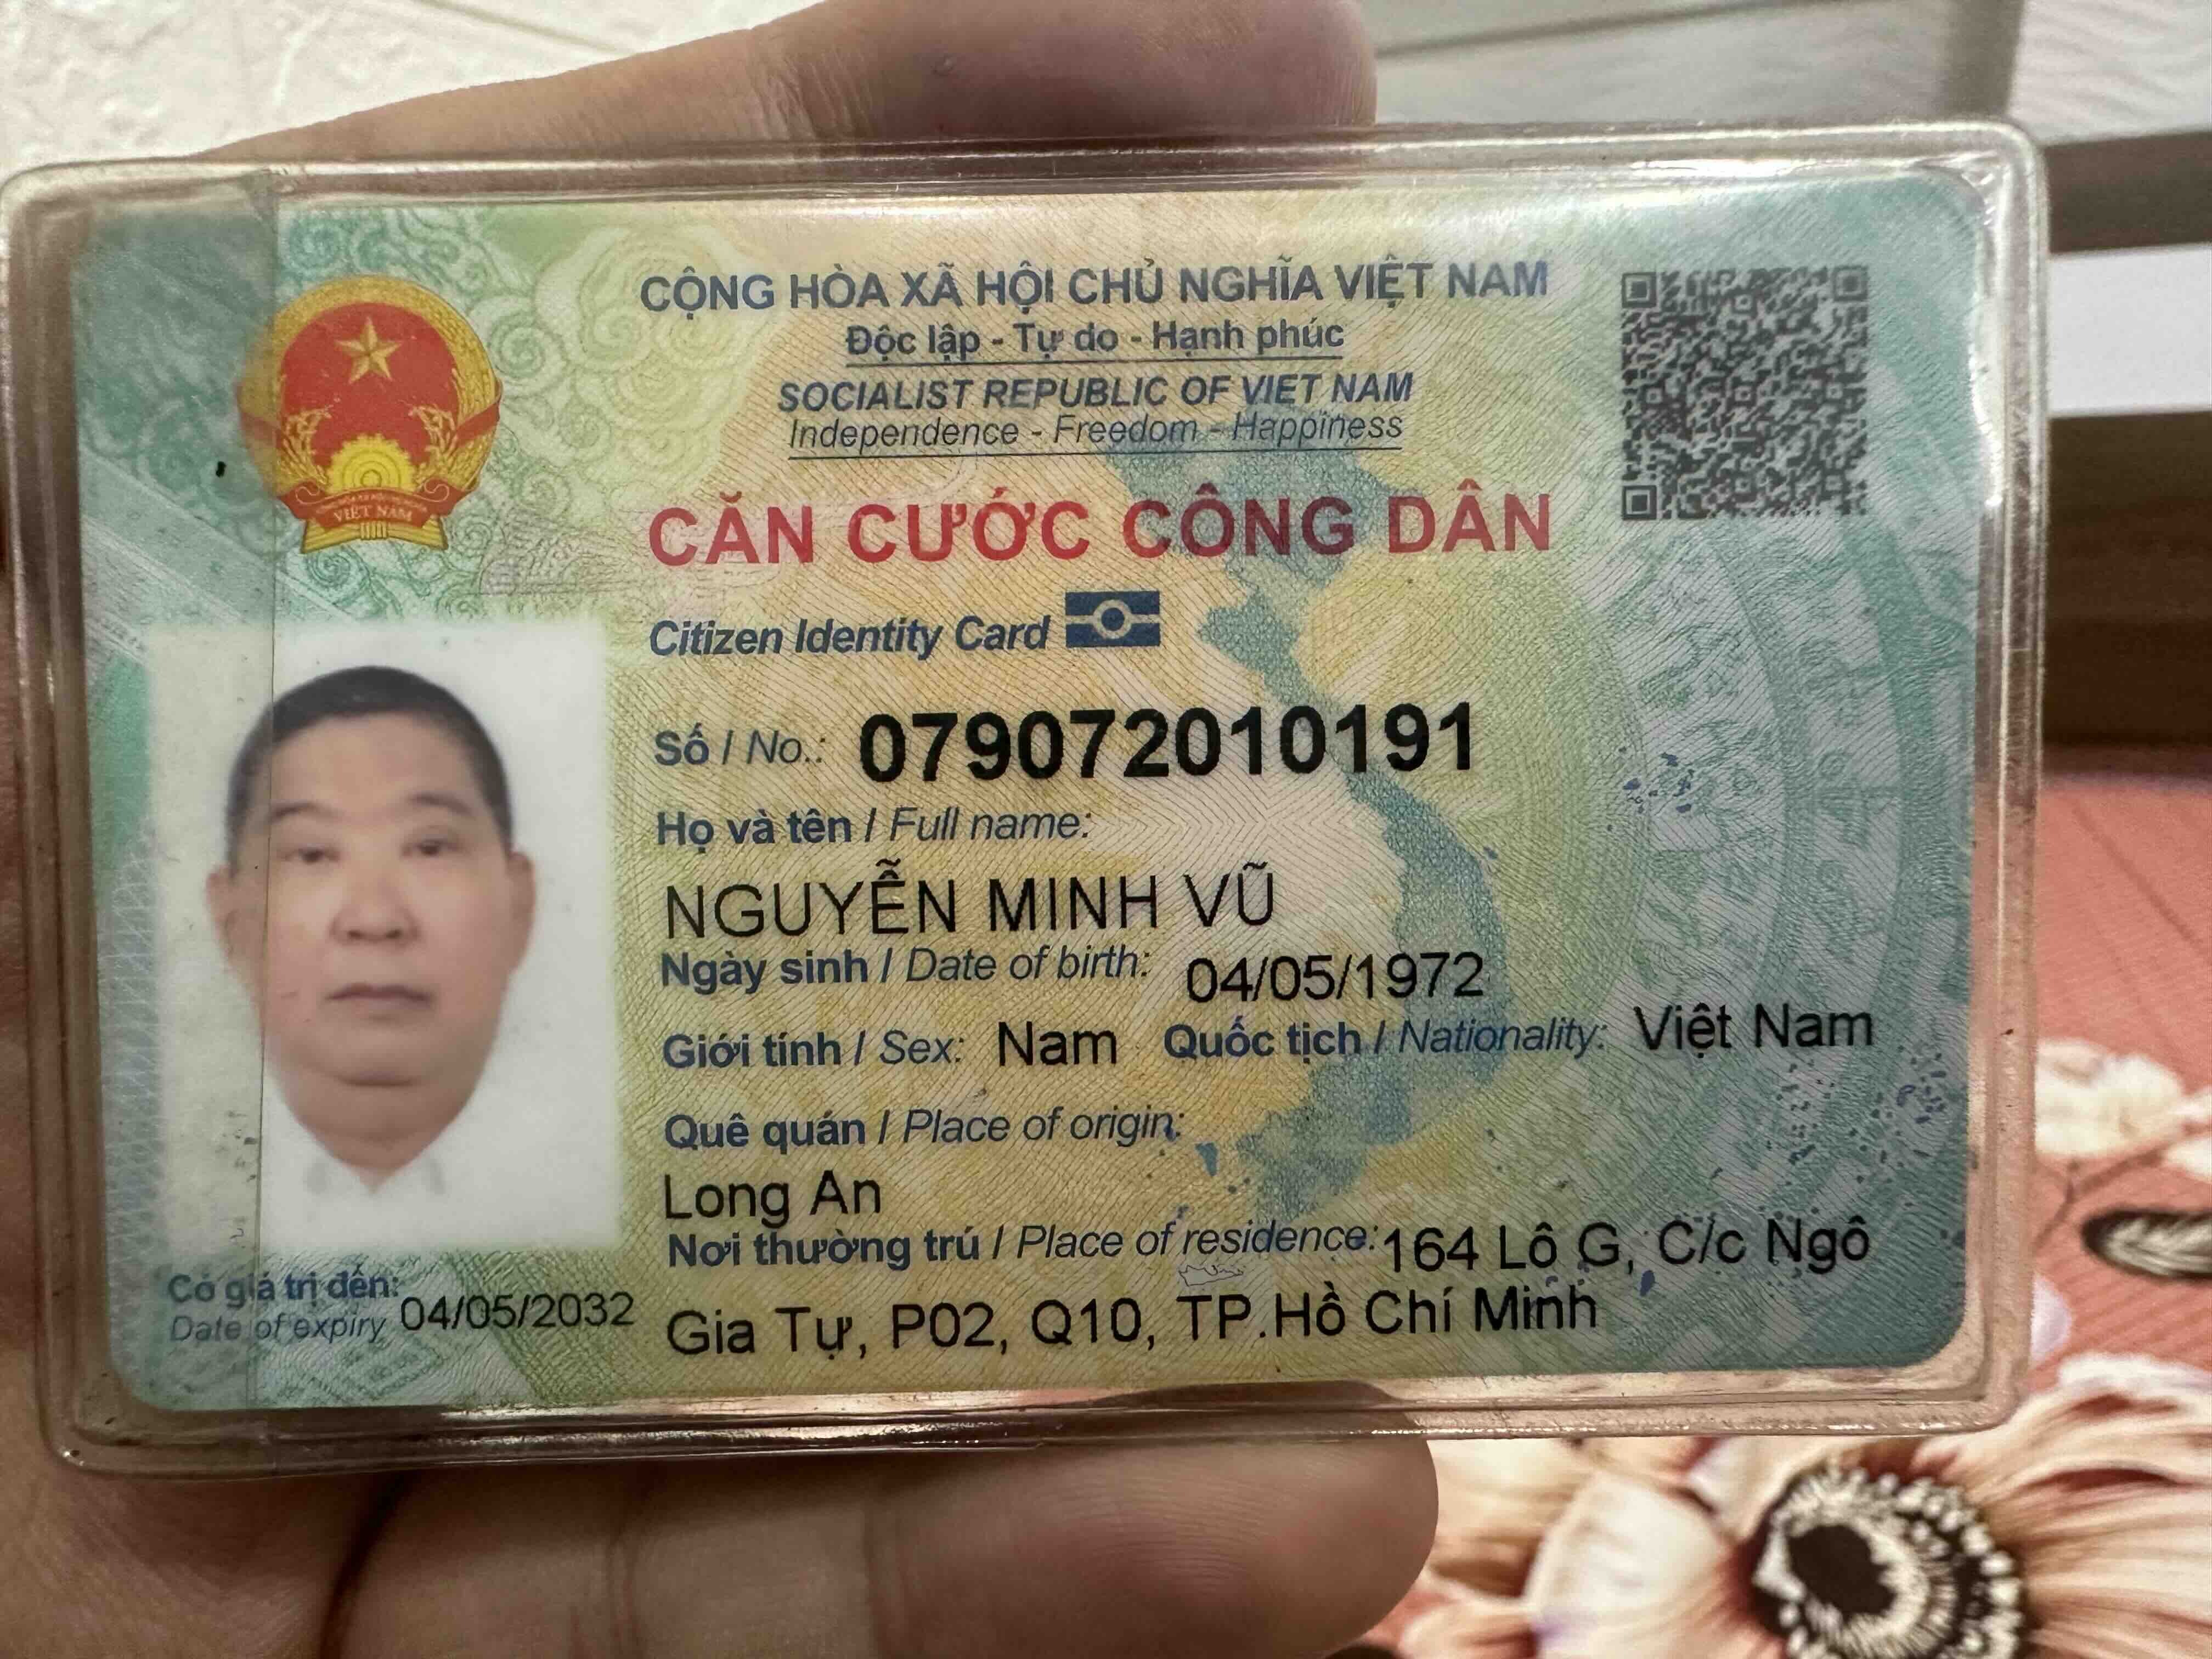 CỘNG HÒA XÃ HỘI CHỦ NGHĨA VIỆT NAM
Độc lập - Tự do - Hạnh phúc
SOCIALIST REPUBLIC OF VIET NAM
Independence - Freedom - Happiness
VIỆT NAM
CĂN CƯỚC CÔNG DÂN
Citizen Identity Card
Số / No.: 079072010191
Họ và tên / Full name:
NGUYỄN MINH VŨ
Ngày sinh / Date of birth: 04/05/1972
Giới tính / Sex: Nam Quốc tịch / Nationality: Việt Nam
Quê quán / Place of origin:
Long An
Nơi thường trú / Place of residence: 164 Lô G, C/c Ngô
Gia Tự, P02, Q10, TP.Hồ Chí Minh
Có giá trị đến: 04/05/2032
Date of expiry